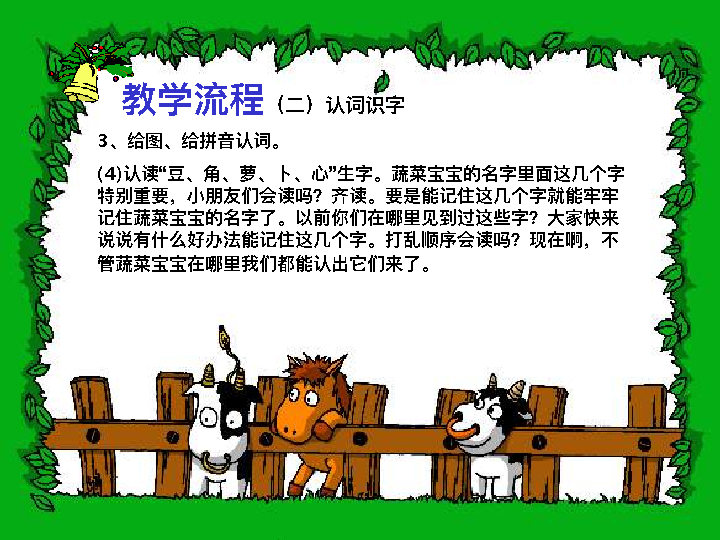 教学流程（二）认词识字
3、给图、给拼音认词。
(4)认读“豆、角、萝、卜、心”生字。蔬菜宝宝的名字里面这几个字
特别重要，小朋友们会读吗？齐读。要是能记住这几个字就能牢牢
记住蔬菜宝宝的名字了。以前你们在哪里见到过这些字？大家快来
说说有什么好办法能记住这几个字。打乱顺序会读吗？现在啊，不
管蔬菜宝宝在哪里我们都能认出它们来了。